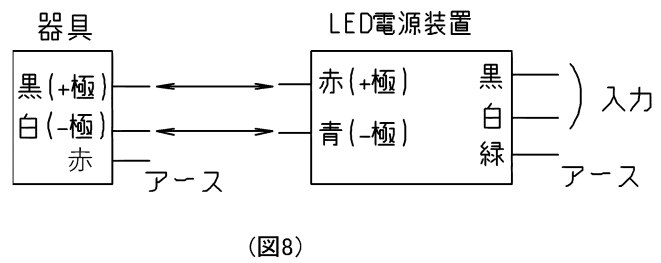 器具
LED電源装置
黒(+極)
白(-極)
赤
アース
赤(+極)
青(-極)
黒
白
緑
入力
アース
(図8)